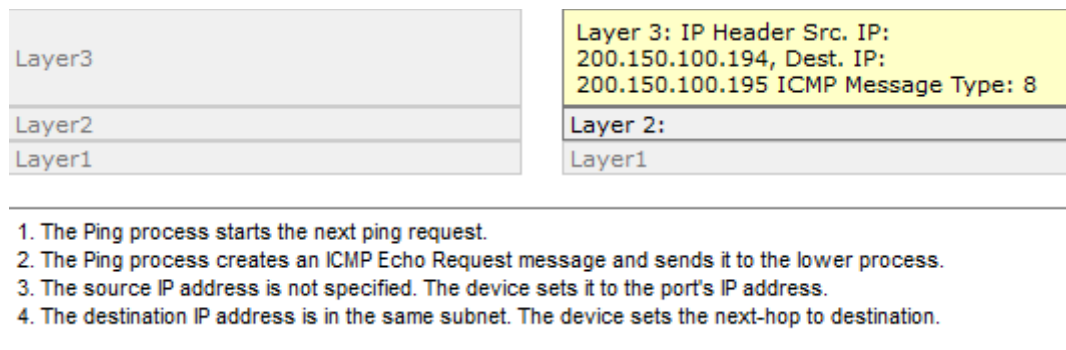 Layer3
Layer 3: IP Header Src. IP:
200.150.100.194, Dest. IP:
200.150.100.195 ICMP Message Type: 8
Layer2
Layer 2:
Layer1
Layer1
1. The Ping process starts the next ping request.
2. The Ping process creates an ICMP Echo Request message and sends it to the lower process.
3. The source IP address is not specified. The device sets it to the port's IP address.
4. The destination IP address is in the same subnet. The device sets the next-hop to destination.